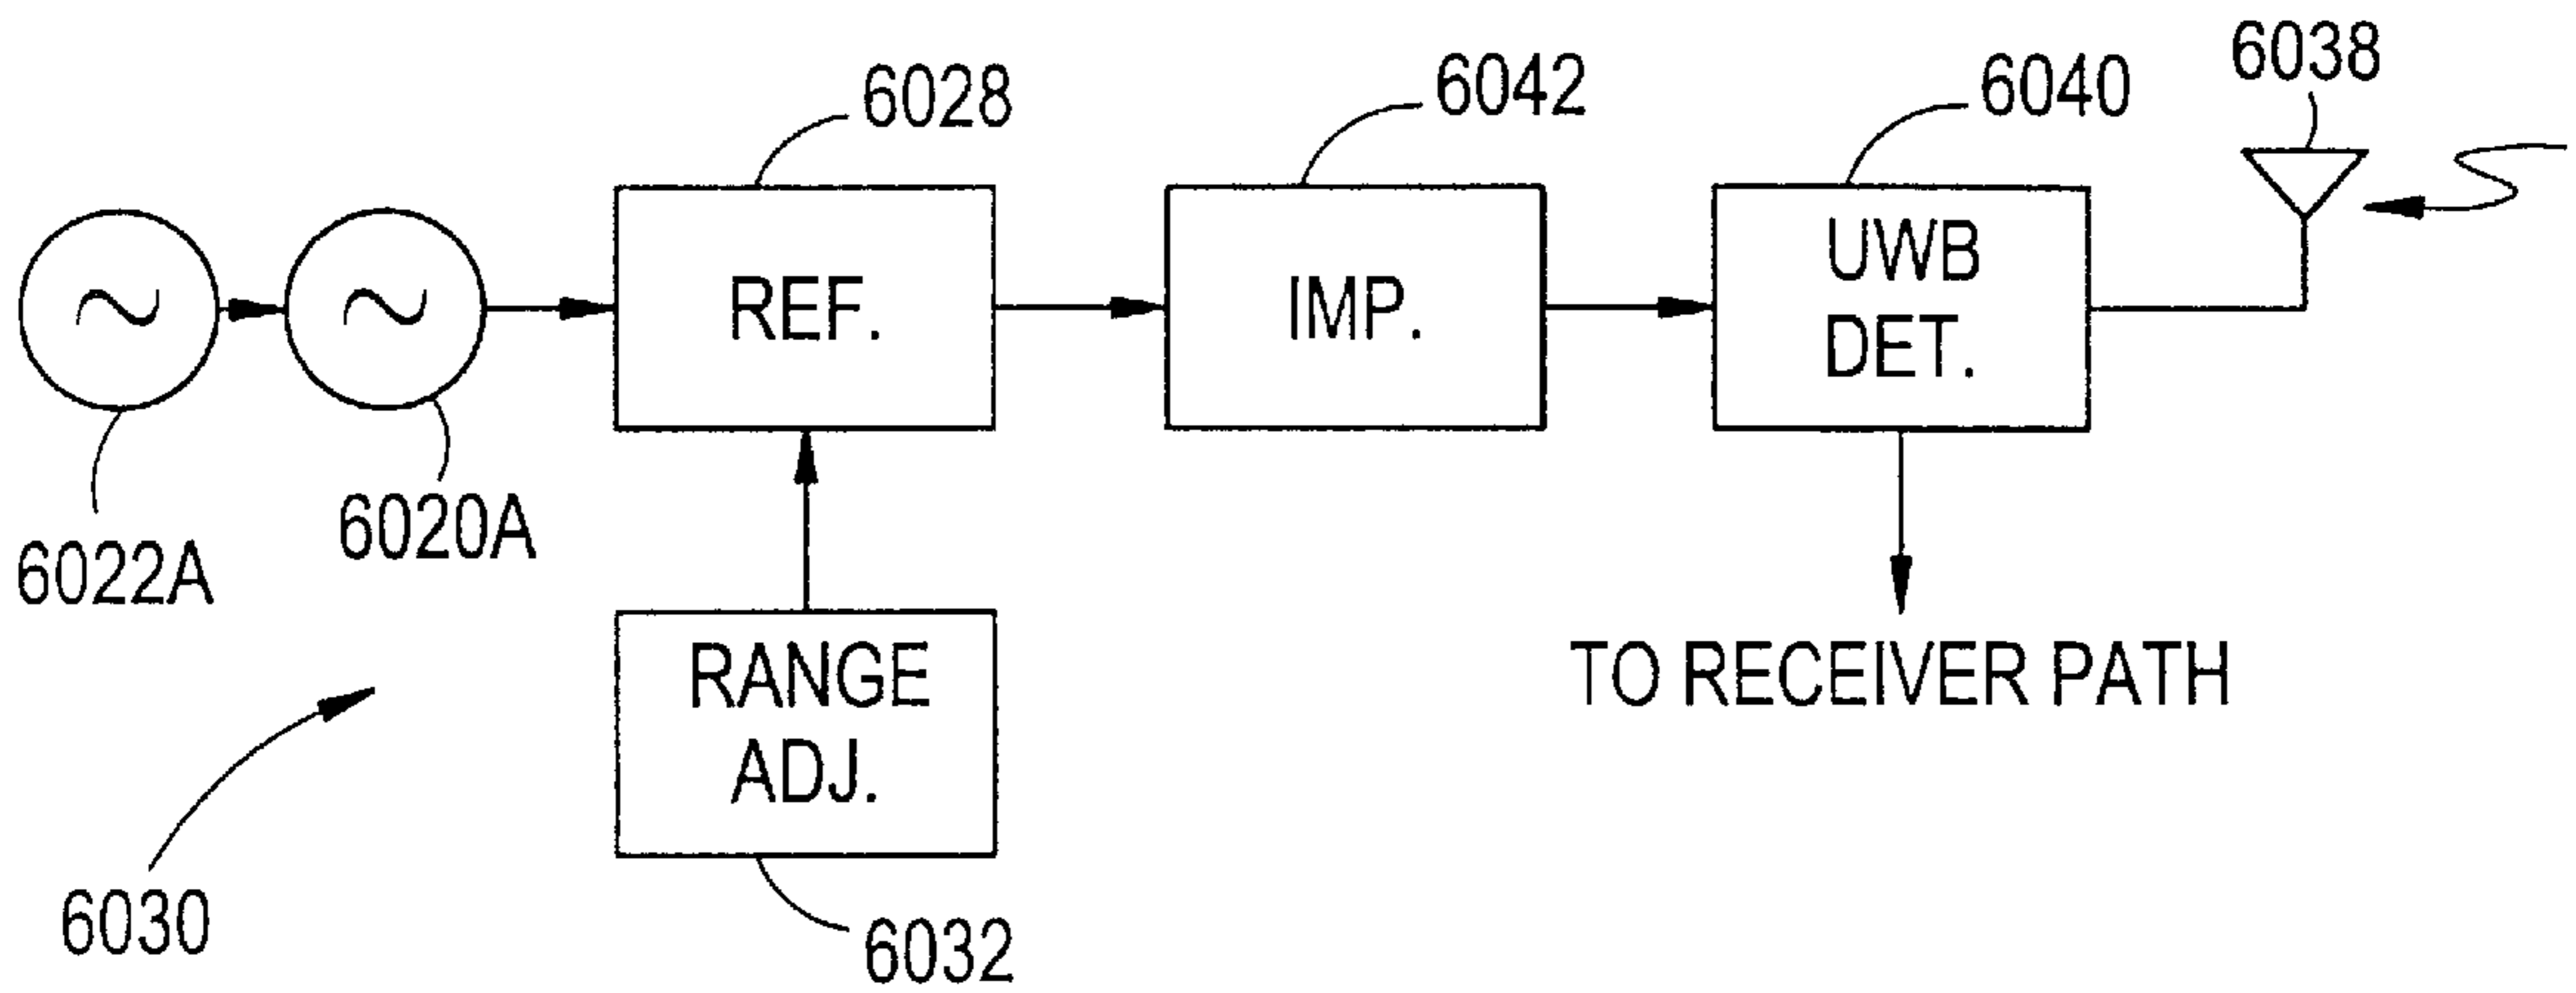 6038
6028
6042
6040
REF.
IMP.
UWB
DET.
6022A
6020A
RANGE
ADJ.
TO RECEIVER PATH
6030
6032